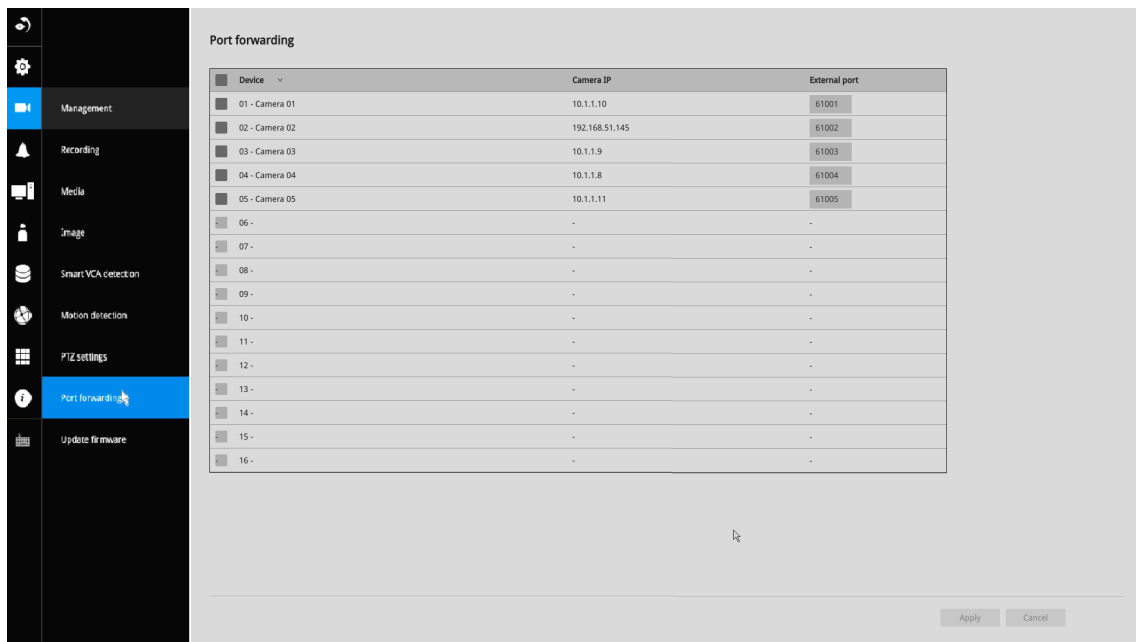 Port forwarding
Device Camera IP External port
01 - Camera 01 10.1.1.10 61001
02 - Camera 02 192.168.51.145 61002
03 - Camera 03 10.1.1.9 61003
04 - Camera 04 10.1.1.8 61004
05 - Camera 05 10.1.1.11 61005
06 - - -
07 - - -
08 - - -
09 - - -
10 - - -
11 - - -
12 - - -
13 - - -
14 - - -
15 - - -
16 - - -
Management
Recording
Media
Image
Smart VCA detection
Motion detection
PTZ settings
Port forwarding
Update firmware
Apply Cancel